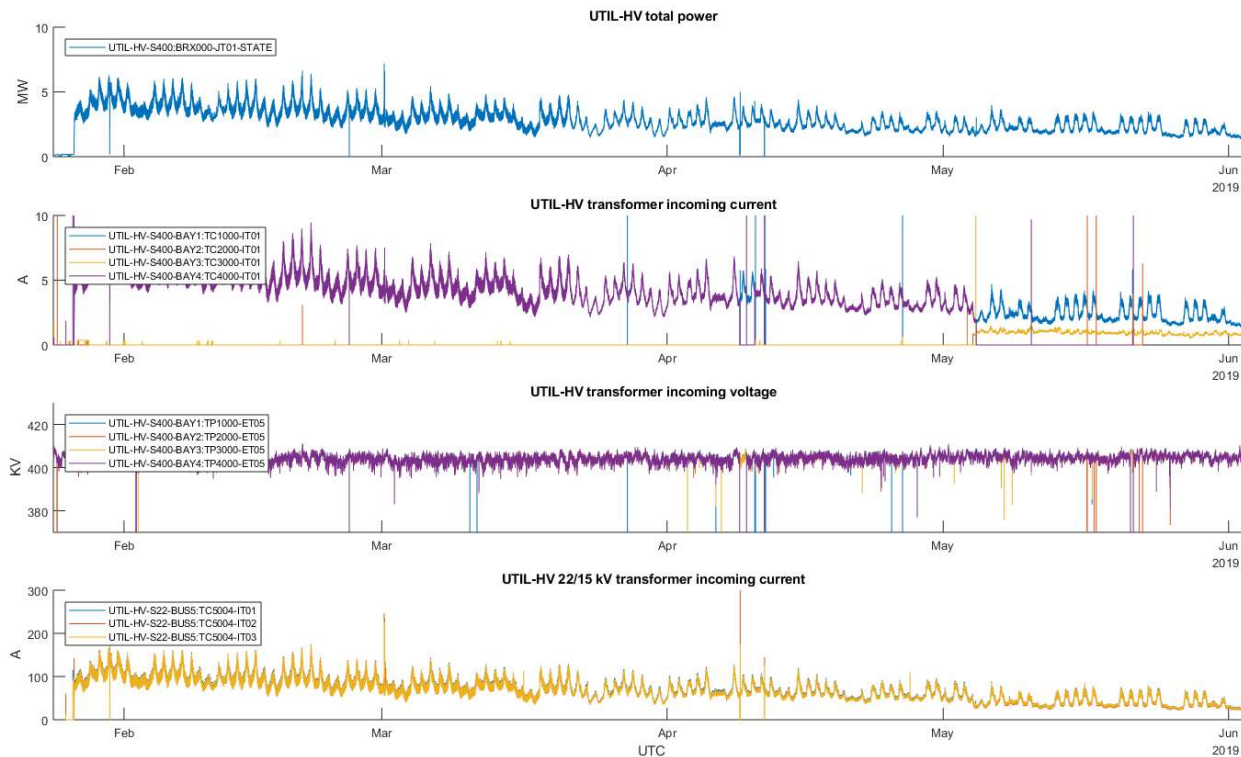 UTIL-HV total power
10
UTIL-HV-S400:BRX000-JT01-STATE
MW
5
0
Feb Mar Apr May Jun
2019
UTIL-HV transformer incoming current
10
UTIL-HV-S400-BAY1:TC1000-IT01
UTIL-HV-S400-BAY2:TC2000-IT01
UTIL-HV-S400-BAY3:TC3000-IT01
UTIL-HV-S400-BAY4:TC4000-IT01
A
5
0
Feb Mar Apr May Jun
2019
UTIL-HV transformer incoming voltage
420
UTIL-HV-S400-BAY1:TP1000-ET05
UTIL-HV-S400-BAY2:TP2000-ET05
UTIL-HV-S400-BAY3:TP3000-ET05
UTIL-HV-S400-BAY4:TP4000-ET05
KV
400
380
Feb Mar Apr May Jun
2019
UTIL-HV 22/15 kV transformer incoming current
300
UTIL-HV-S22-BUS5:TC5004-IT01
UTIL-HV-S22-BUS5:TC5004-IT02
UTIL-HV-S22-BUS5:TC5004-IT03
200
A
100
0
Feb Mar Apr May Jun
UTC
2019